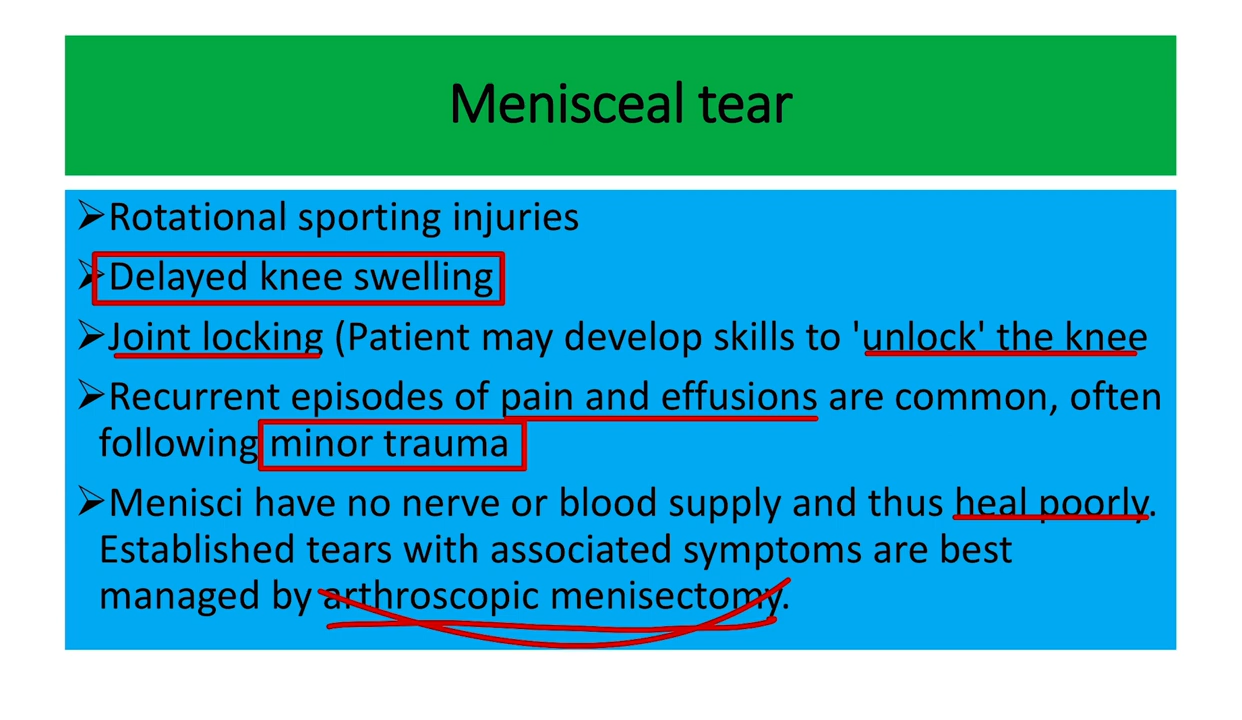 Menisceal tear
➢Rotational sporting injuries
➢Delayed knee swelling
➢Joint locking (Patient may develop skills to 'unlock' the knee
➢Recurrent episodes of pain and effusions are common, often
following minor trauma
➢Menisci have no nerve or blood supply and thus heal poorly.
Established tears with associated symptoms are best
managed by arthroscopic menisectomy.